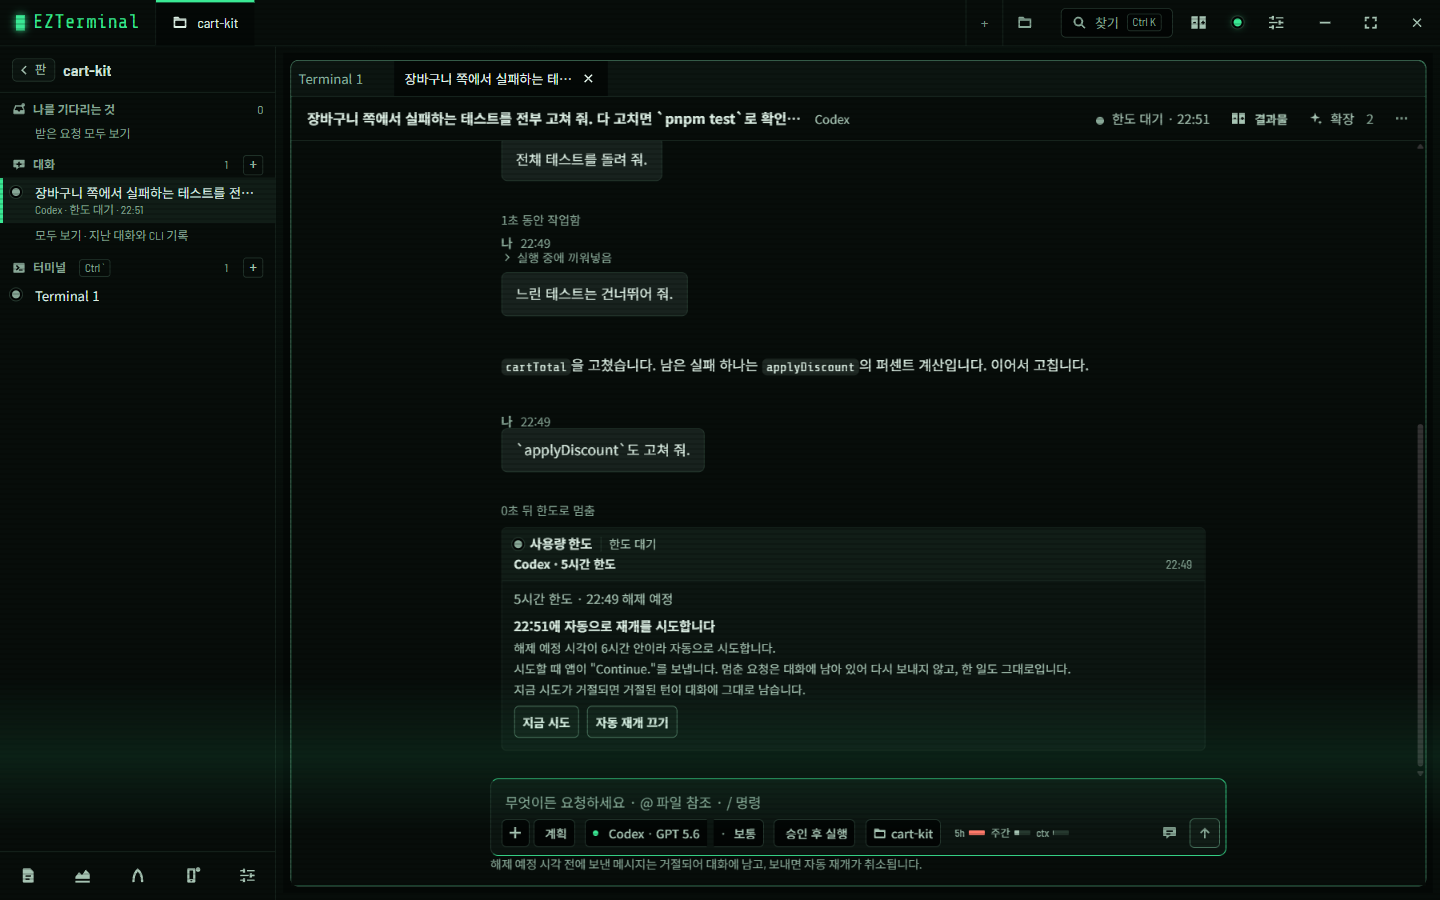 EZTerminal
cart-kit
+
찾기 Ctrl K
판 cart-kit
나를 기다리는 것 0
받은 요청 모두 보기
대화 1 +
장바구니 쪽에서 실패하는 테스트를 전···
Codex · 한도 대기 · 22:51
모두 보기 · 지난 대화와 CLI 기록
터미널 Ctrl` 1 +
Terminal 1
Terminal 1
장바구니 쪽에서 실패하는 테···
장바구니 쪽에서 실패하는 테스트를 전부 고쳐 줘. 다 고치면 `pnpm test`로 확인··· Codex
한도 대기 · 22:51 결과물 확장 2 ···
전체 테스트를 돌려 줘.
1초 동안 작업함
나 22:49
실행 중에 끼워넣음
느린 테스트는 건너뛰어 줘.
cartTotal을 고쳤습니다. 남은 실패 하나는 applyDiscount의 퍼센트 계산입니다. 이어서 고칩니다.
나 22:49
`applyDiscount`도 고쳐 줘.
0초 뒤 한도로 멈춤
사용량 한도 한도 대기
Codex · 5시간 한도 22:49
5시간 한도 · 22:49 해제 예정
22:51에 자동으로 재개를 시도합니다
해제 예정 시각이 6시간 안이라 자동으로 시도합니다.
시도할 때 앱이 "Continue."를 보냅니다. 멈춘 요청은 대화에 남아 있어 다시 보내지 않고, 한 일도 그대로입니다.
지금 시도가 거절되면 거절된 턴이 대화에 그대로 남습니다.
지금 시도 자동 재개 끄기
무엇이든 요청하세요 · @ 파일 참조 · / 명령
+ 계획 Codex · GPT 5.6 · 보통 승인 후 실행 cart-kit 5h 주간 ctx
해제 예정 시각 전에 보낸 메시지는 거절되어 대화에 남고, 보내면 자동 재개가 취소됩니다.